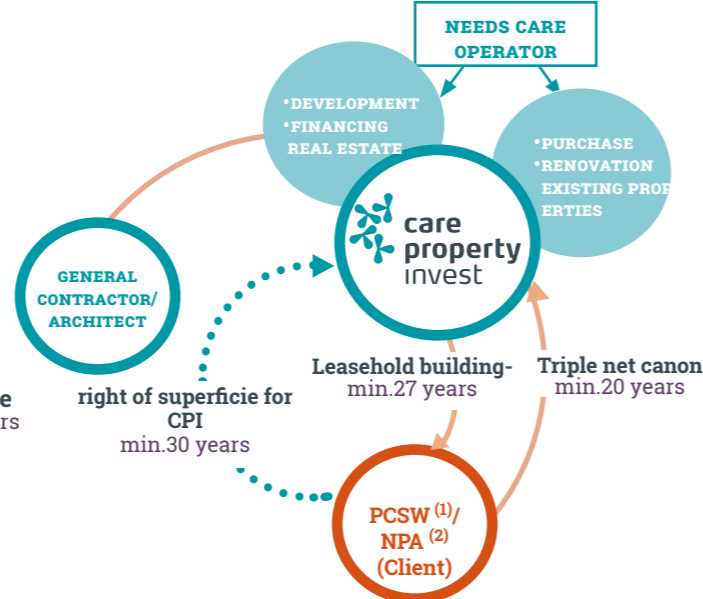 NEEDS CARE
OPERATOR
•DEVELOPMENT
•FINANCING
REAL ESTATE
•PURCHASE
•RENOVATION
EXISTING PROP
ERTIES
care
property
invest
GENERAL
CONTRACTOR/
ARCHITECT
Leasehold building-
min.27 years
Triple net canon
min.20 years
e
rs
right of superficie for
CPI
min.30 years
PCSW (1)/
NPA (2)
(Client)